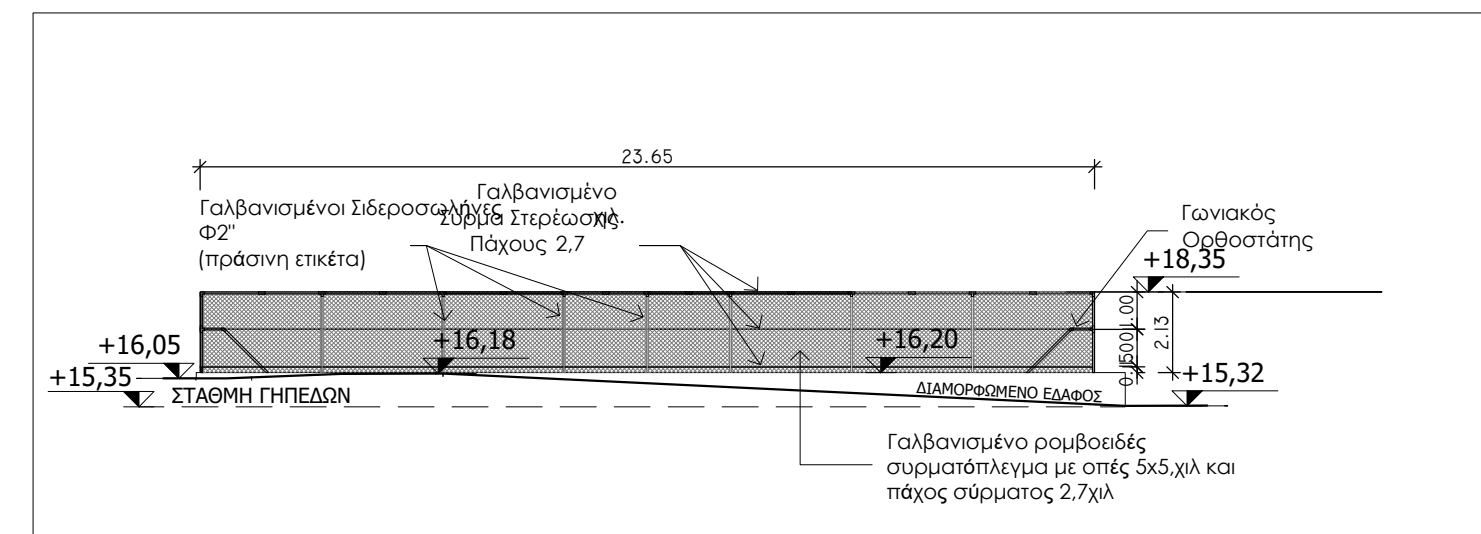 23.65
Γαλβανισμένοι Σιδεροσωλήνες
Φ2"
(πράσινη ετικέτα)
Γαλβανισμένο
Σύρμα Στερέωσης
χιλ.
Πάχους 2,7
Γωνιακός
Ορθοστάτης
+18,35
1.00
2.13
+16,18
+16,20
+16,05
+15,35
+15,32
ΣΤΑΘΜΗ ΓΗΠΕΔΩΝ
ΔΙΑΜΟΡΦΩΜΕΝΟ ΕΔΑΦΟΣ
Γαλβανισμένο ρομβοειδές
συρματόπλεγμα με οπές 5x5,χιλ και
πάχος σύρματος 2,7χιλ